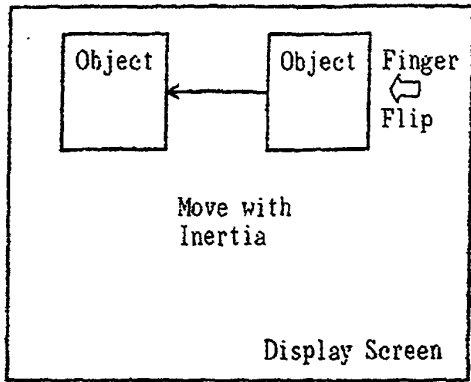 Object
Object
Finger
Flip
Move with
Inertia
Display Screen